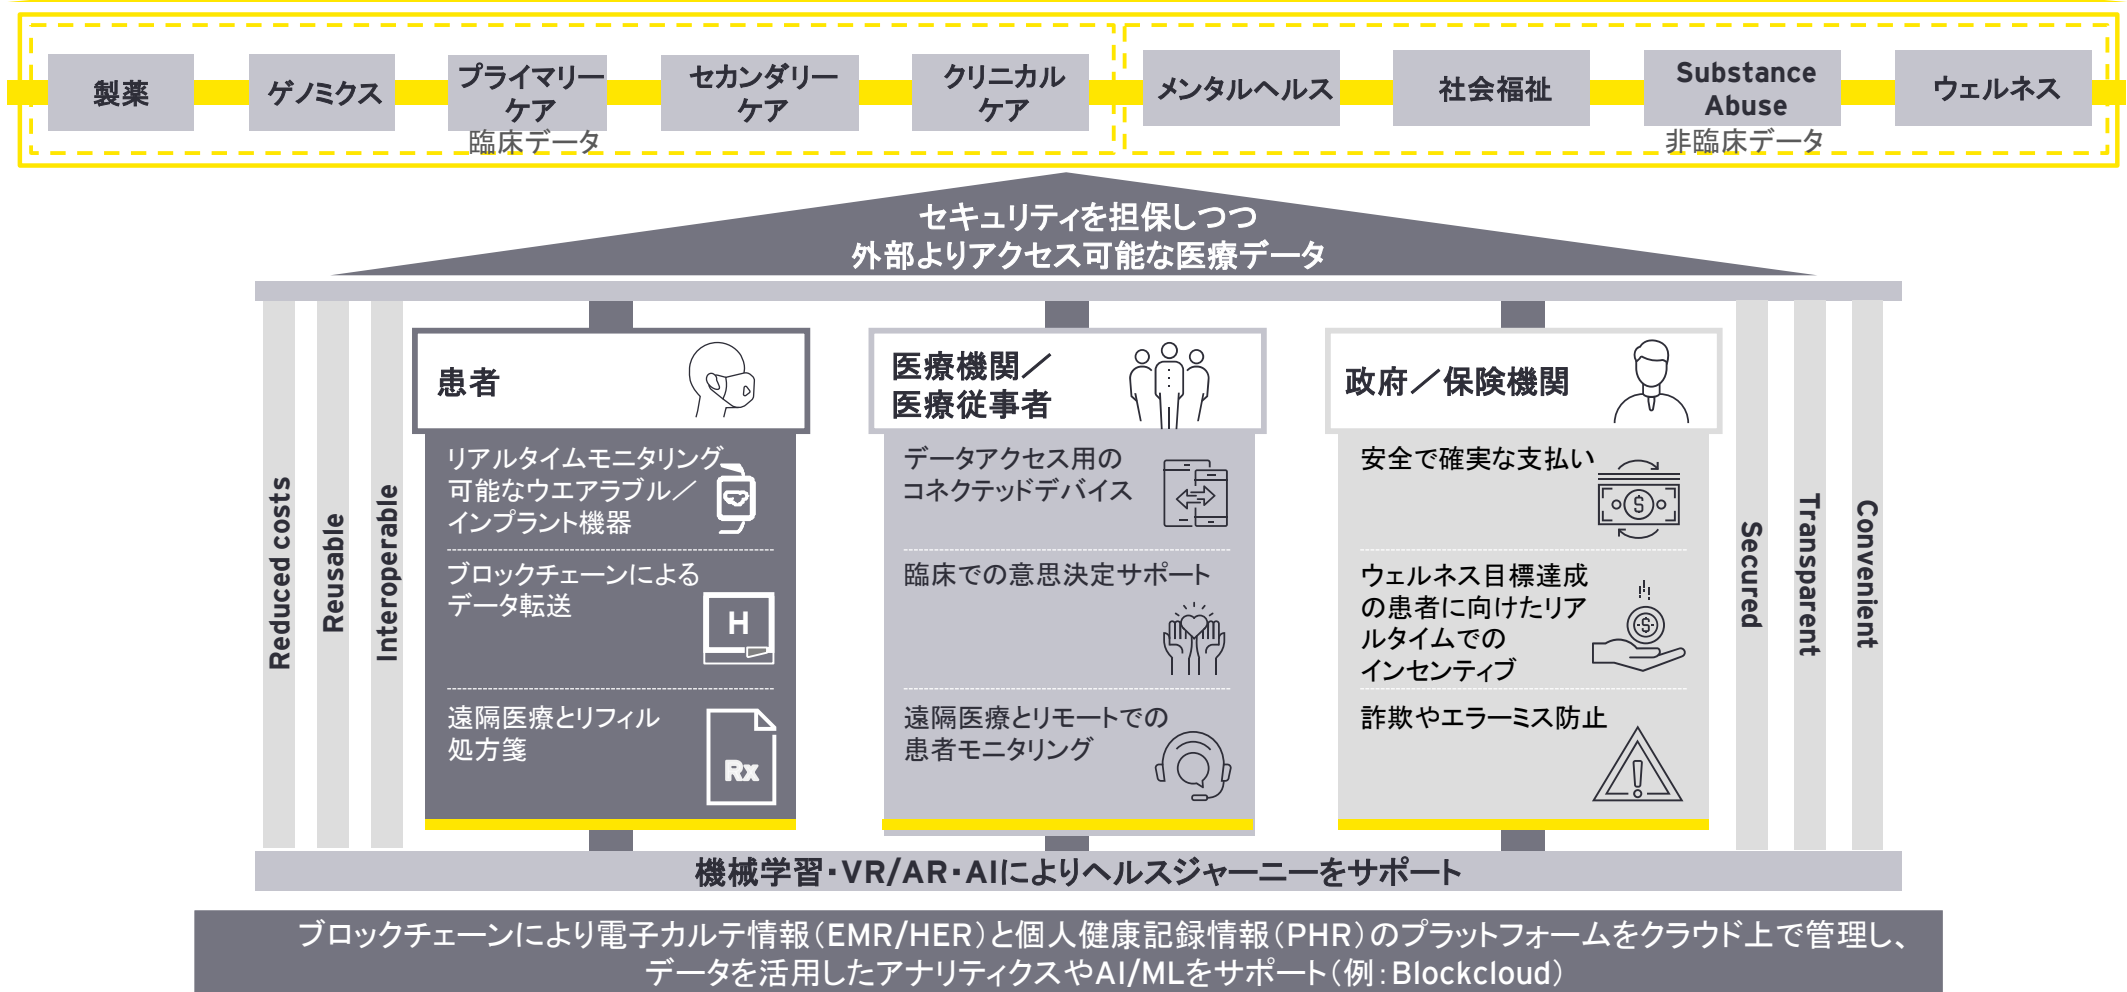 製薬
ゲノミクス
プライマリー
ケア
セカンダリー
ケア
クリニカル
ケア
メンタルヘルス
社会福祉
Substance
Abuse
ウェルネス
臨床データ
非臨床データ
セキュリティを担保しつつ
外部よりアクセス可能な医療データ
Reduced costs
Reusable
Interoperable
患者
リアルタイムモニタリング
可能なウエアラブル／
インプラント機器
ブロックチェーンによる
データ転送
H
遠隔医療とリフィル
処方箋
Rx
医療機関／
医療従事者
データアクセス用の
コネクテッドデバイス
臨床での意思決定サポート
遠隔医療とリモートでの
患者モニタリング
政府／保険機関
安全で確実な支払い
$
ウェルネス目標達成
の患者に向けたリア
ルタイムでの
インセンティブ
$
詐欺やエラーミス防止
Secured
Transparent
Convenient
機械学習・VR/AR・AIによりヘルスジャーニーをサポート
ブロックチェーンにより電子カルテ情報（EMR/HER）と個人健康記録情報（PHR）のプラットフォームをクラウド上で管理し、
データを活用したアナリティクスやAI/MLをサポート（例：Blockcloud）